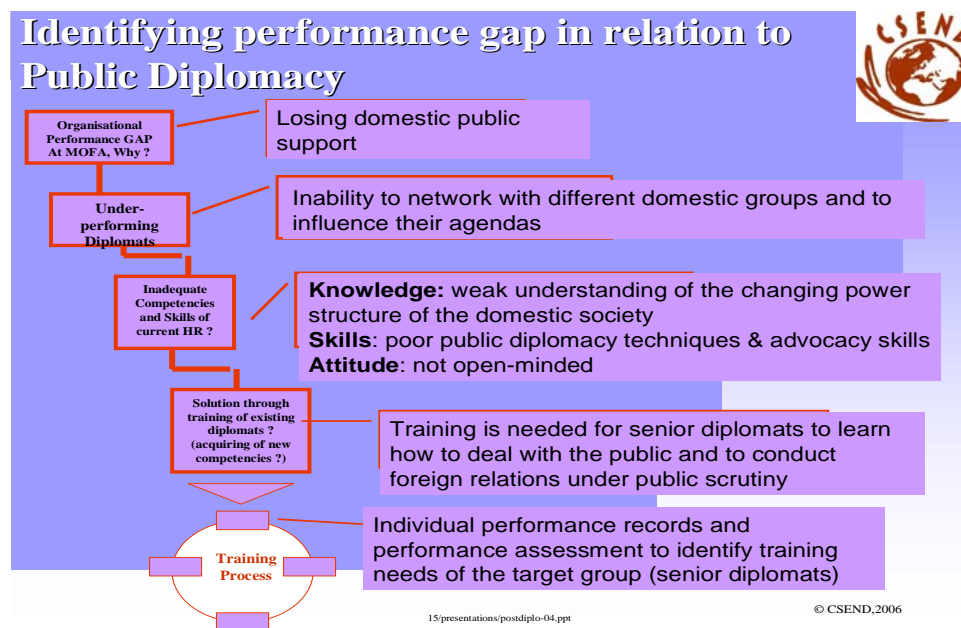 Identifying performance gap in relation to
Public Diplomacy
CSEND
Organisational
Performance GAP
At MOFA, Why ?
Losing domestic public
support
Under-
performing
Diplomats
Inability to network with different domestic groups and to
influence their agendas
Inadequate
Competencies
and Skills of
current HR ?
Knowledge: weak understanding of the changing power
structure of the domestic society
Skills: poor public diplomacy techniques & advocacy skills
Attitude: not open-minded
Solution through
training of existing
diplomats ?
(acquiring of new
competencies ?)
Training is needed for senior diplomats to learn
how to deal with the public and to conduct
foreign relations under public scrutiny
Training
Process
Individual performance records and
performance assessment to identify training
needs of the target group (senior diplomats)
15/presentations/postdiplo-04.ppt
© CSEND,2006